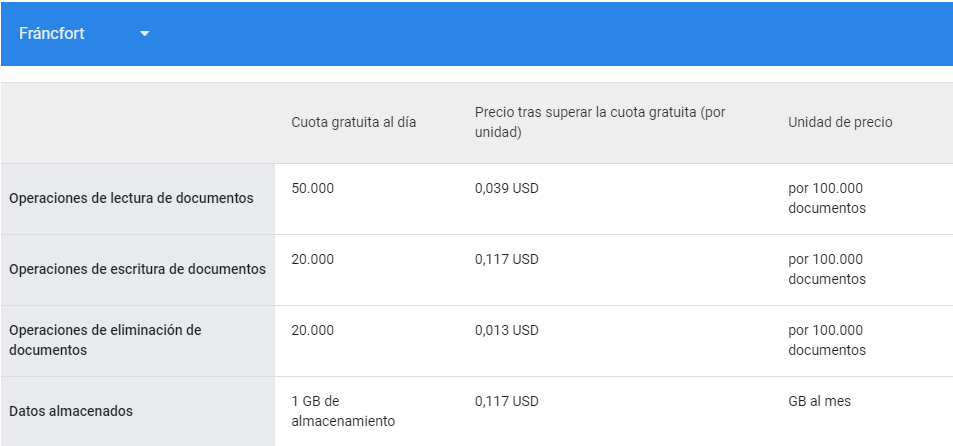 Fráncfort
Cuota gratuita al día
Precio tras superar la cuota gratuita (por
unidad)
Unidad de precio
Operaciones de lectura de documentos
50.000
0,039 USD
por 100.000
documentos
Operaciones de escritura de documentos
20.000
0,117 USD
por 100.000
documentos
Operaciones de eliminación de
documentos
20.000
0,013 USD
por 100.000
documentos
Datos almacenados
1 GB de
almacenamiento
0,117 USD
GB al mes